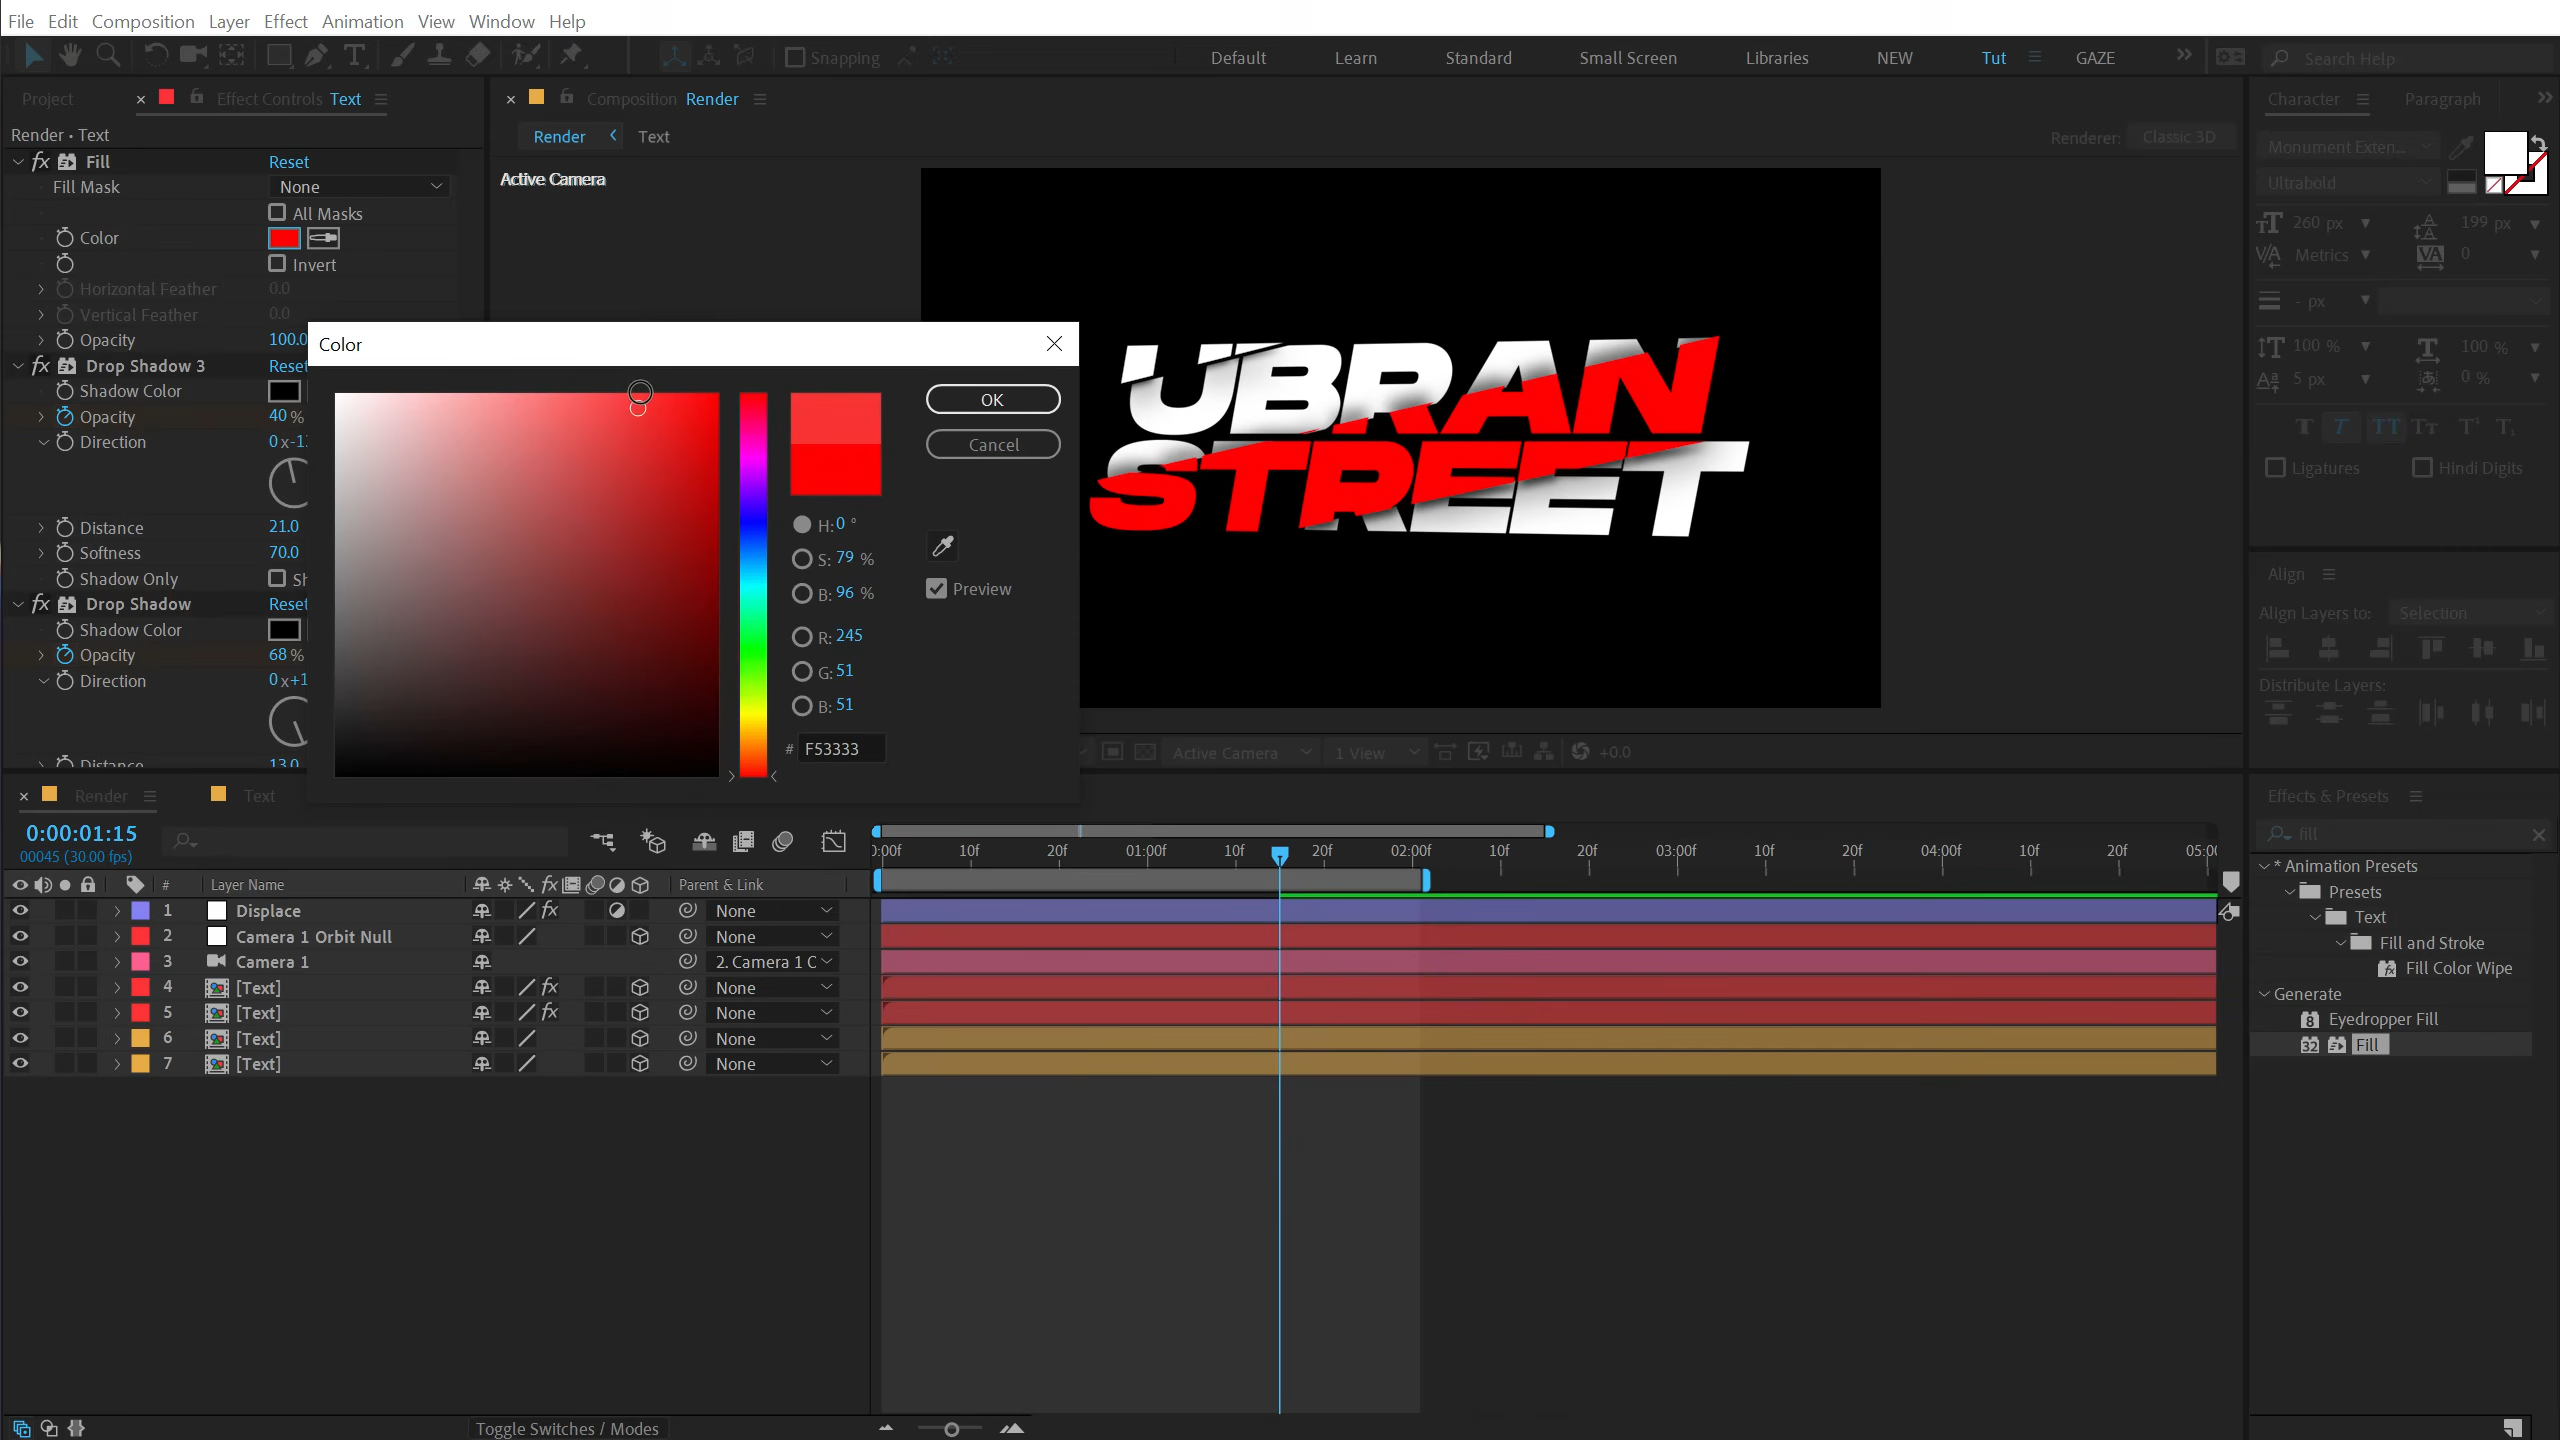 File Edit Composition Layer Effect Animation View Window Help
Snapping Default Learn Standard Small Screen Libraries NEW Tut GAZE Search Help
Project Effect Controls Text Composition Render Character Paragraph
Render • Text
Render Text Renderer: Classic 3D
Active Camera
Fill Reset
Fill Mask None
All Masks
Color
Invert
Horizontal Feather 0.0
Vertical Feather 0.0
Opacity 100.0
Drop Shadow 3 Reset
Shadow Color
Opacity 40 %
Direction 0 x-1
Distance 21.0
Softness 70.0
Shadow Only Sh
Drop Shadow Reset
Shadow Color
Opacity 68 %
Direction 0 x+1
Distance 13.0
Color
OK
Cancel
H: 0 °
S: 79 %
B: 96 %
R: 245
G: 51
B: 51
# F53333
Preview
UBRAN
STREET
Active Camera 1 View +0.0
Monument Exten...
Ultrabold
260 px 199 px
Metrics 0
- px
100 % 100 %
5 px 0 %
Ligatures Hindi Digits
Align
Align Layers to: Selection
Distribute Layers:
Render Text
0:00:01:15
00045 (30.00 fps)
# Layer Name Parent & Link
0:00f 10f 20f 01:00f 10f 20f 02:00f 10f 20f 03:00f 10f 20f 04:00f 10f 20f 05:00
1 Displace None
2 Camera 1 Orbit Null None
3 Camera 1 2. Camera 1 C
4 [Text] None
5 [Text] None
6 [Text] None
7 [Text] None
Toggle Switches / Modes
Effects & Presets
fill
* Animation Presets
Presets
Text
Fill and Stroke
Fill Color Wipe
Generate
Eyedropper Fill
Fill